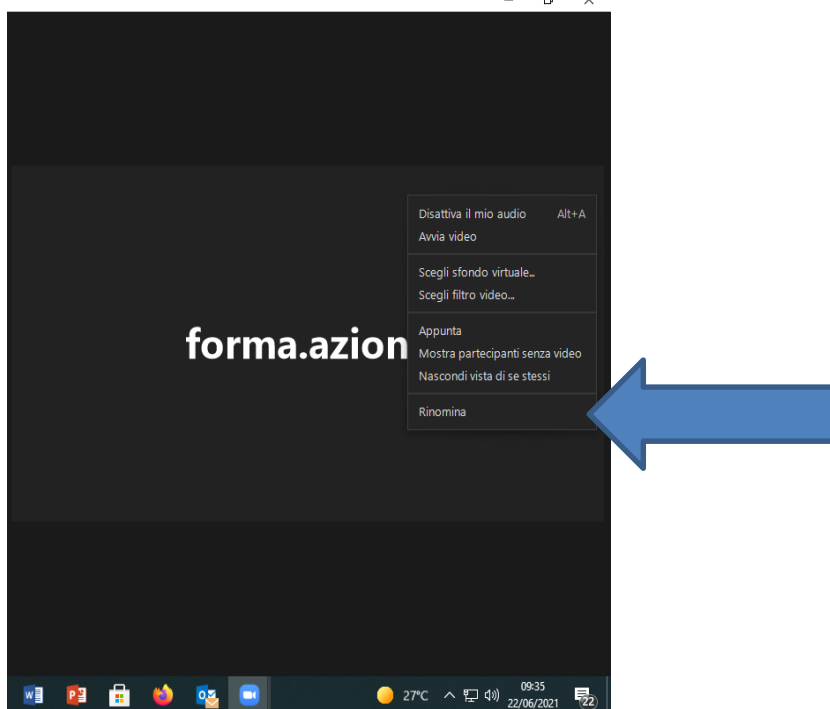 Disattiva il mio audio Alt+A
Avvia video
Scegli sfondo virtuale...
Scegli filtro video...
forma.azion
Appunta
Mostra partecipanti senza video
Nascondi vista di se stessi
Rinomina
27°C 09:35
22/06/2021 22